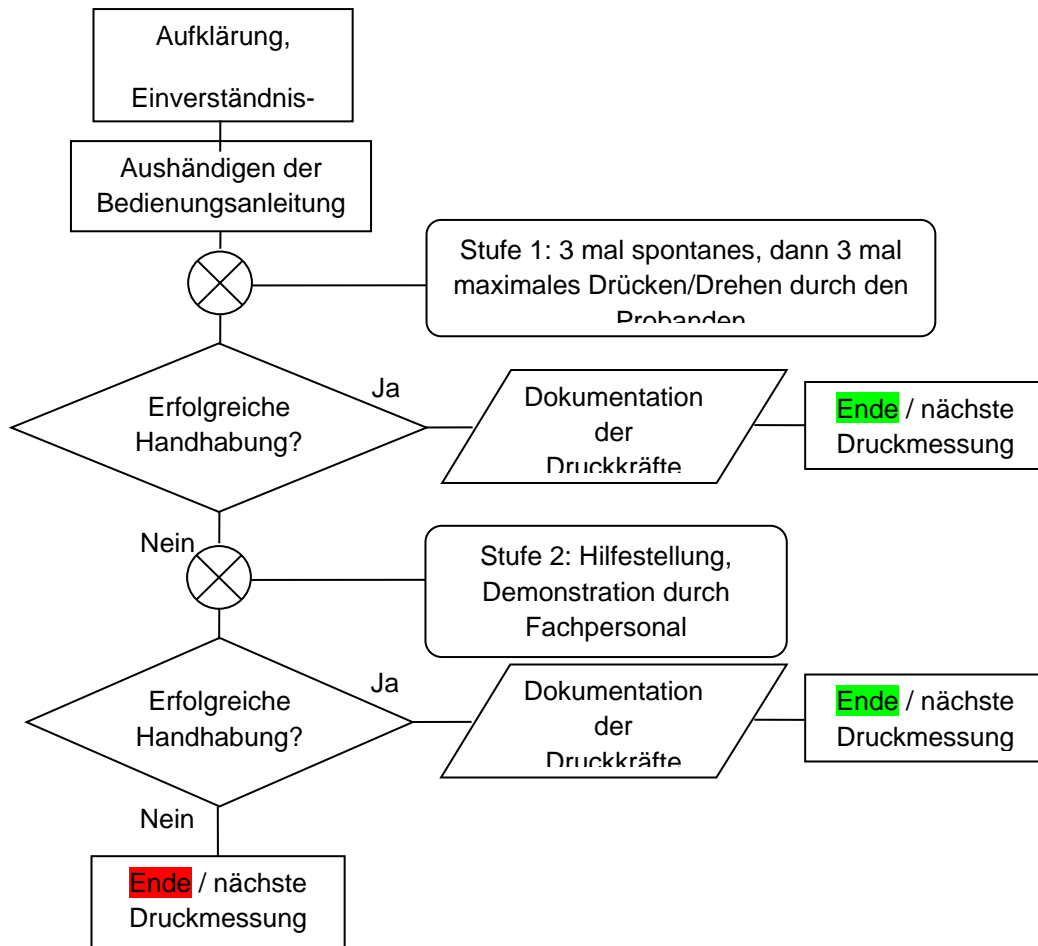 Aufklärung,
Einverständnis-
Aushändigen der
Bedienungsanleitung
Stufe 1: 3 mal spontanes, dann 3 mal
maximales Drücken/Drehen durch den
Probanden
Erfolgreiche
Handhabung?
Ja
Dokumentation
der
Druckkräfte
Ende / nächste
Druckmessung
Nein
Stufe 2: Hilfestellung,
Demonstration durch
Fachpersonal
Erfolgreiche
Handhabung?
Ja
Dokumentation
der
Druckkräfte
Ende / nächste
Druckmessung
Nein
Ende / nächste
Druckmessung